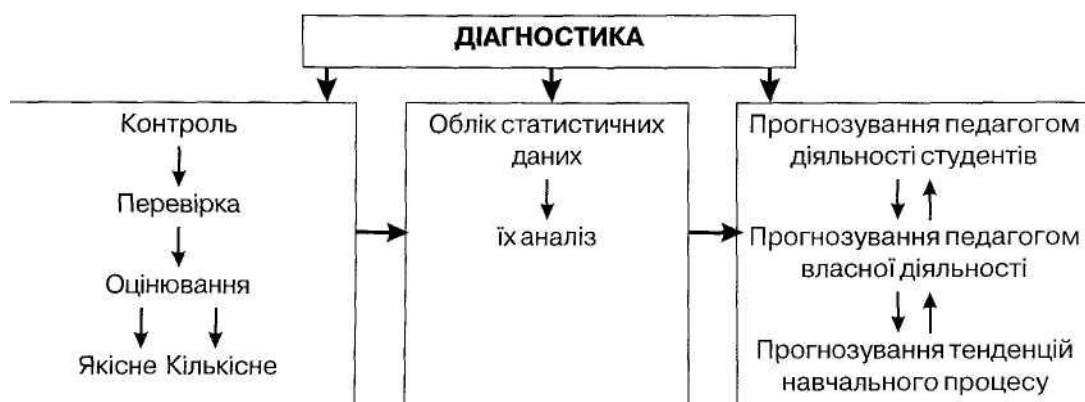 ДІАГНОСТИКА
Контроль
Перевірка
Оцінювання
Якісне Кількісне
Облік статистичних
даних
їх аналіз
Прогнозування педагогом
діяльності студентів
Прогнозування педагогом
власної діяльності
Прогнозування тенденцій
навчального процесу